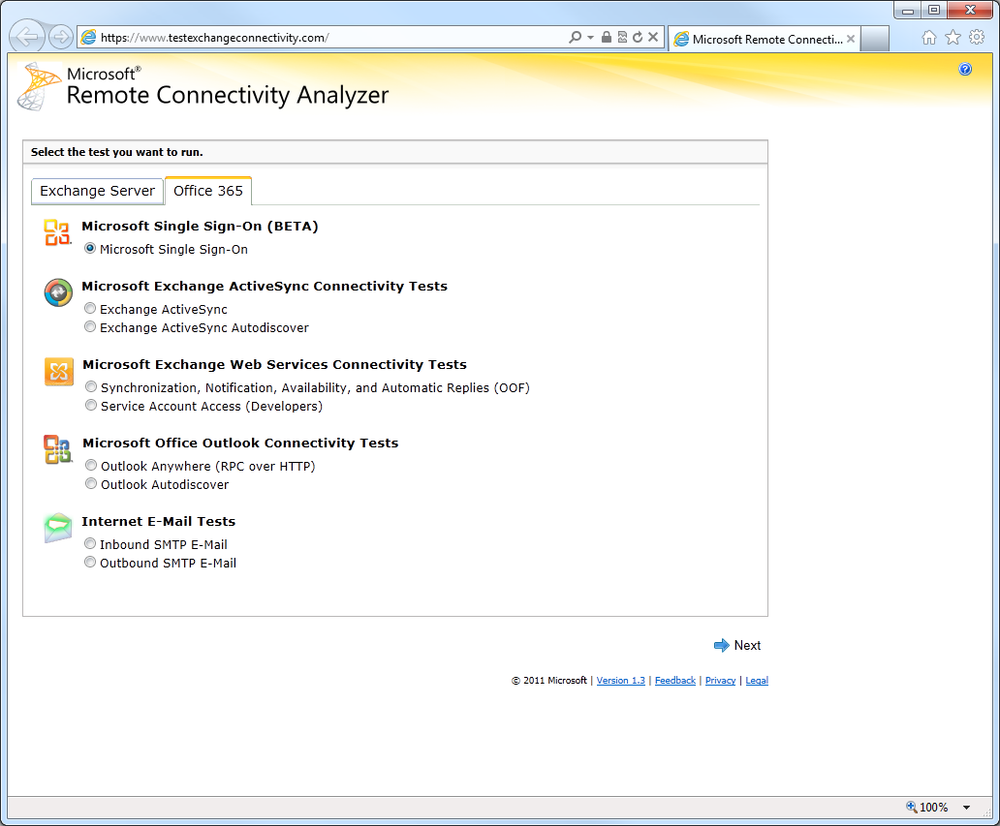 https://www.testexchangeconnectivity.com/
Microsoft Remote Connecti...
Microsoft®
Remote Connectivity Analyzer
Select the test you want to run.
Exchange Server
Office 365
Microsoft Single Sign-On (BETA)
Microsoft Single Sign-On
Microsoft Exchange ActiveSync Connectivity Tests
Exchange ActiveSync
Exchange ActiveSync Autodiscover
Microsoft Exchange Web Services Connectivity Tests
Synchronization, Notification, Availability, and Automatic Replies (OOF)
Service Account Access (Developers)
Microsoft Office Outlook Connectivity Tests
Outlook Anywhere (RPC over HTTP)
Outlook Autodiscover
Internet E-Mail Tests
Inbound SMTP E-Mail
Outbound SMTP E-Mail
Next
© 2011 Microsoft | Version 1.3 | Feedback | Privacy | Legal
100%